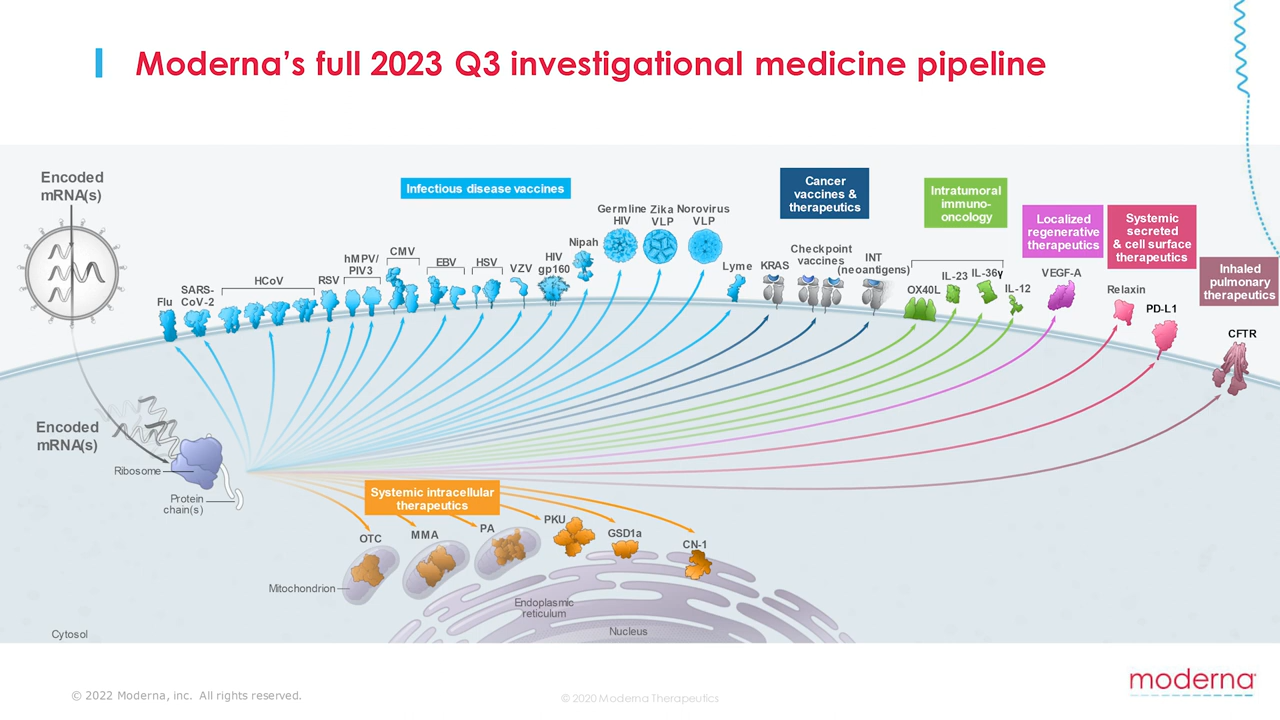 Moderna's full 2023 Q3 investigational medicine pipeline
Encoded
mRNA(s)
Infectious disease vaccines
Cancer
vaccines &
therapeutics
Intratumoral
immuno-
oncology
Localized
regenerative
therapeutics
Systemic
secreted
& cell surface
therapeutics
Inhaled
pulmonary
therapeutics
Flu
SARS-
CoV-2
HCoV
RSV
hMPV/
PIV3
CMV
EBV
HSV
VZV
HIV
gp160
Nipah
Germline
HIV
Zika
VLP
Norovirus
VLP
Lyme
KRAS
Checkpoint
vaccines
INT
(neoantigens)
OX40L
IL-23
IL-36γ
IL-12
VEGF-A
Relaxin
PD-L1
CFTR
Encoded
mRNA(s)
Ribosome
Protein
chain(s)
Systemic intracellular
therapeutics
OTC
MMA
PA
PKU
GSD1a
CN-1
Mitochondrion
Endoplasmic
reticulum
Nucleus
Cytosol
© 2022 Moderna, inc. All rights reserved.
© 2020 Moderna Therapeutics
moderna